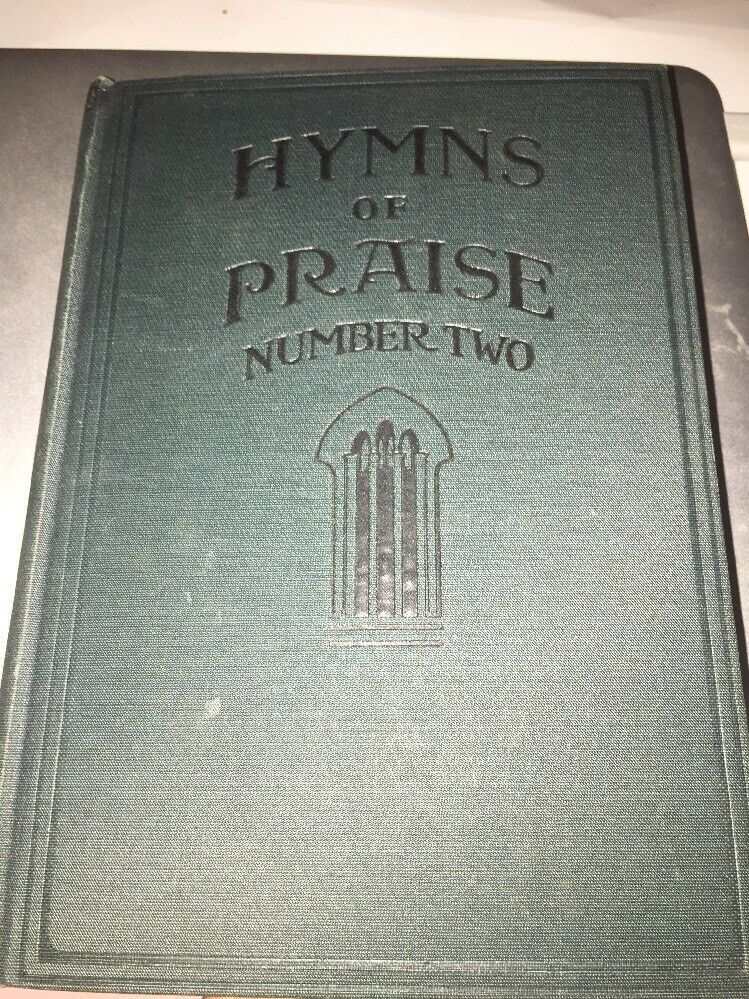 HYMNS
OF
PRAISE
NUMBER TWO